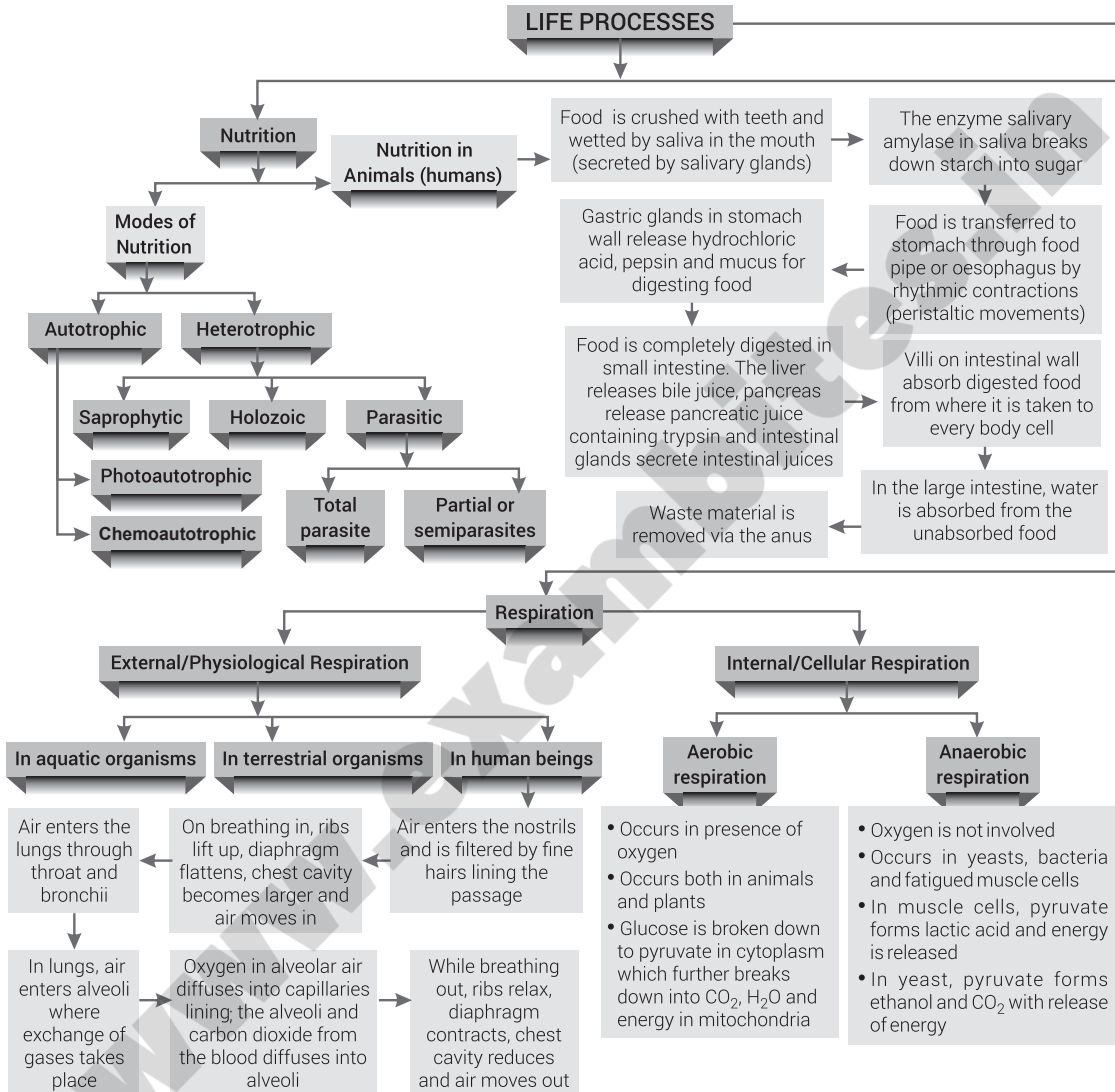 LIFE PROCESSES
Nutrition
Nutrition in
Animals (humans)
Food is crushed with teeth and
wetted by saliva in the mouth
(secreted by salivary glands)
The enzyme salivary
amylase in saliva breaks
down starch into sugar
Modes of
Nutrition
Gastric glands in stomach
wall release hydrochloric
acid, pepsin and mucus for
digesting food
Food is transferred to
stomach through food
pipe or oesophagus by
rhythmic contractions
(peristaltic movements)
Autotrophic
Heterotrophic
Food is completely digested in
small intestine. The liver
releases bile juice, pancreas
release pancreatic juice
containing trypsin and intestinal
glands secrete intestinal juices
Villi on intestinal wall
absorb digested food
from where it is taken to
every body cell
Saprophytic
Holozoic
Parasitic
Photoautotrophic
Chemoautotrophic
Total
parasite
Partial or
semiparasites
Waste material is
removed via the anus
In the large intestine, water
is absorbed from the
unabsorbed food
Respiration
External/Physiological Respiration
Internal/Cellular Respiration
In aquatic organisms
In terrestrial organisms
In human beings
Aerobic
respiration
Anaerobic
respiration
Air enters the
lungs through
throat and
bronchii
On breathing in, ribs
lift up, diaphragm
flattens, chest cavity
becomes larger and
air moves in
Air enters the nostrils
and is filtered by fine
hairs lining the
passage
• Occurs in presence of
oxygen
• Occurs both in animals
and plants
• Glucose is broken down
to pyruvate in cytoplasm
which further breaks
down into CO₂, H₂O and
energy in mitochondria
• Oxygen is not involved
• Occurs in yeasts, bacteria
and fatigued muscle cells
• In muscle cells, pyruvate
forms lactic acid and energy
is released
• In yeast, pyruvate forms
ethanol and CO₂ with release
of energy
In lungs, air
enters alveoli
where
exchange of
gases takes
place
Oxygen in alveolar air
diffuses into capillaries
lining; the alveoli and
carbon dioxide from
the blood diffuses into
alveoli
While breathing
out, ribs relax,
diaphragm
contracts, chest
cavity reduces
and air moves out
www.exambites.in